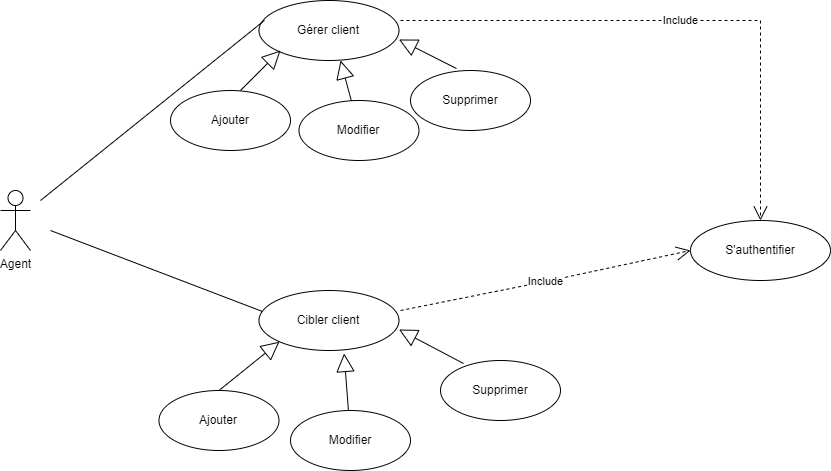 Gérer client
Include
Supprimer
Ajouter
Modifier
S'authentifier
Agent
Include
Cibler client
Supprimer
Ajouter
Modifier